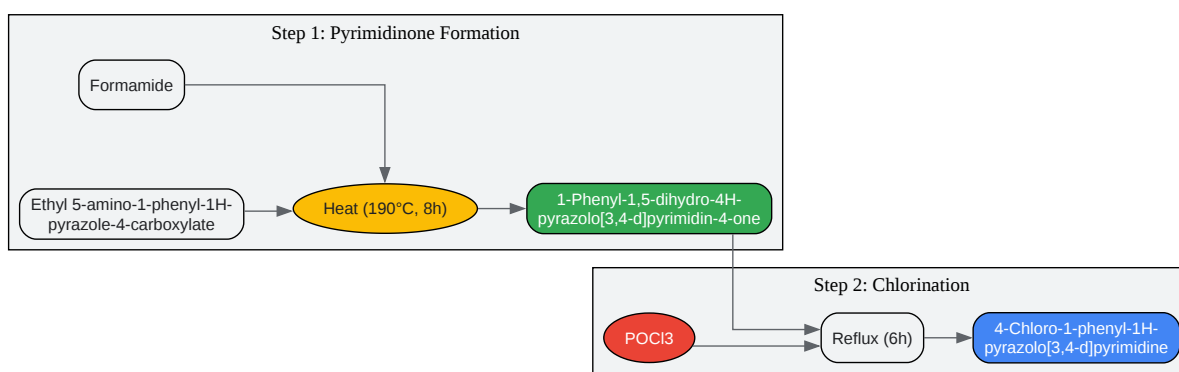 Step 1: Pyrimidinone Formation
Formamide
Ethyl 5-amino-1-phenyl-1H-
pyrazole-4-carboxylate
Heat (190°C, 8h)
1-Phenyl-1,5-dihydro-4H-
pyrazolo[3,4-d]pyrimidin-4-one
Step 2: Chlorination
POCl3
Reflux (6h)
4-Chloro-1-phenyl-1H-
pyrazolo[3,4-d]pyrimidine